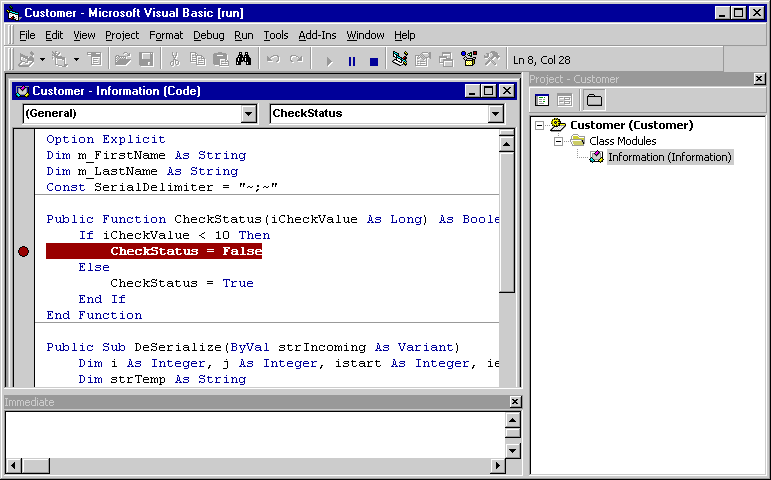 Customer - Microsoft Visual Basic [run]
File Edit View Project Format Debug Run Tools Add-Ins Window Help
Ln 8, Col 28
Customer - Information (Code)
(General) CheckStatus
Option Explicit
Dim m_FirstName As String
Dim m_LastName As String
Const SerialDelimiter = "~;~"
Public Function CheckStatus(iCheckValue As Long) As Boole
If iCheckValue < 10 Then
CheckStatus = False
Else
CheckStatus = True
End If
End Function
Public Sub DeSerialize(ByVal strIncoming As Variant)
Dim i As Integer, j As Integer, istart As Integer, ie
Dim strTemp As String
Immediate
Project - Customer
Customer (Customer)
Class Modules
Information (Information)